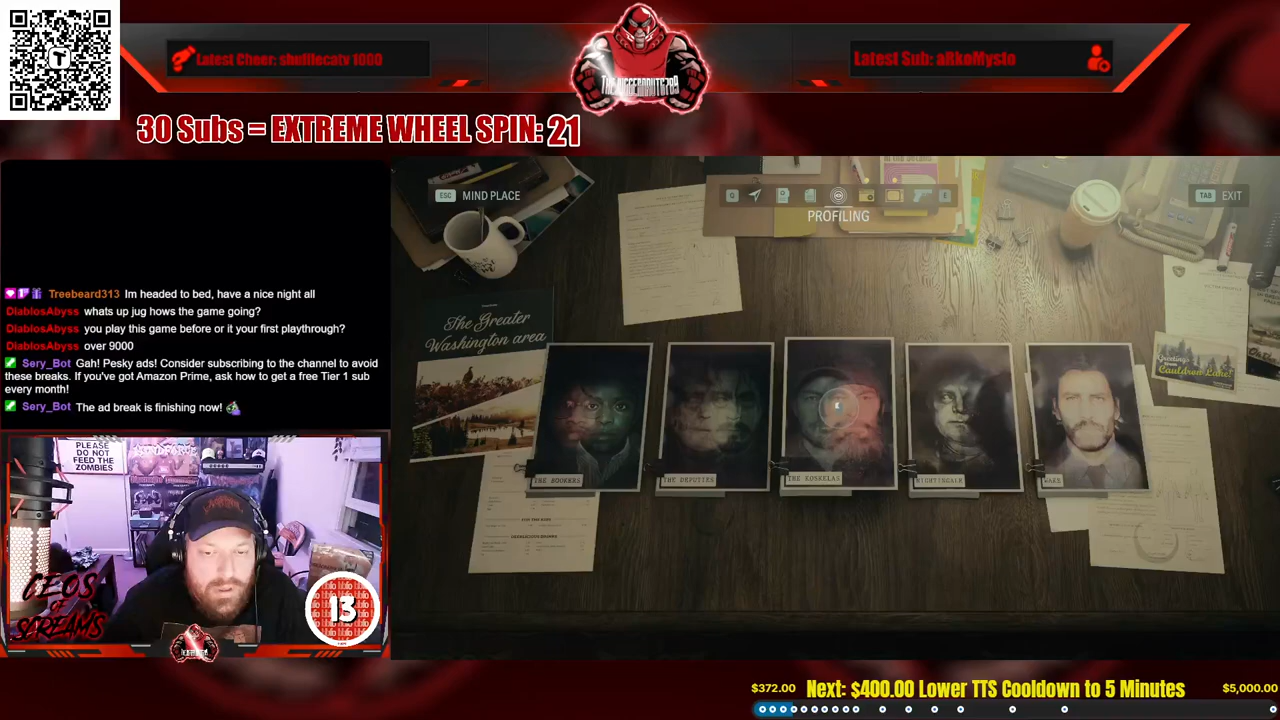 Latest Cheer: shufflecatv 1000
THEJUGGERNAUT6789
Latest Sub: aRkoMysto
30 Subs = EXTREME WHEEL SPIN: 21
ESC MIND PLACE
Q
E
PROFILING
TAB EXIT
Treebeard313 Im headed to bed, have a nice night all
DiablosAbyss whats up jug hows the game going?
DiablosAbyss you play this game before or it your first playthrough?
DiablosAbyss over 9000
Sery_Bot Gah! Pesky ads! Consider subscribing to the channel to avoid
these breaks. If you've got Amazon Prime, ask how to get a free Tier 1 sub
every month!
Sery_Bot The ad break is finishing now!
The Greater
Washington area
Greetings
Cauldron Lake!
THE BOOKERS
THE DEPUTIES
THE KOSKELAS
NIGHTINGALE
WAKE
PLEASE
DO NOT
FEED THE
ZOMBIES
CEOS
OF
SCREAMS
13
$372.00 Next: $400.00 Lower TTS Cooldown to 5 Minutes $5,000.00